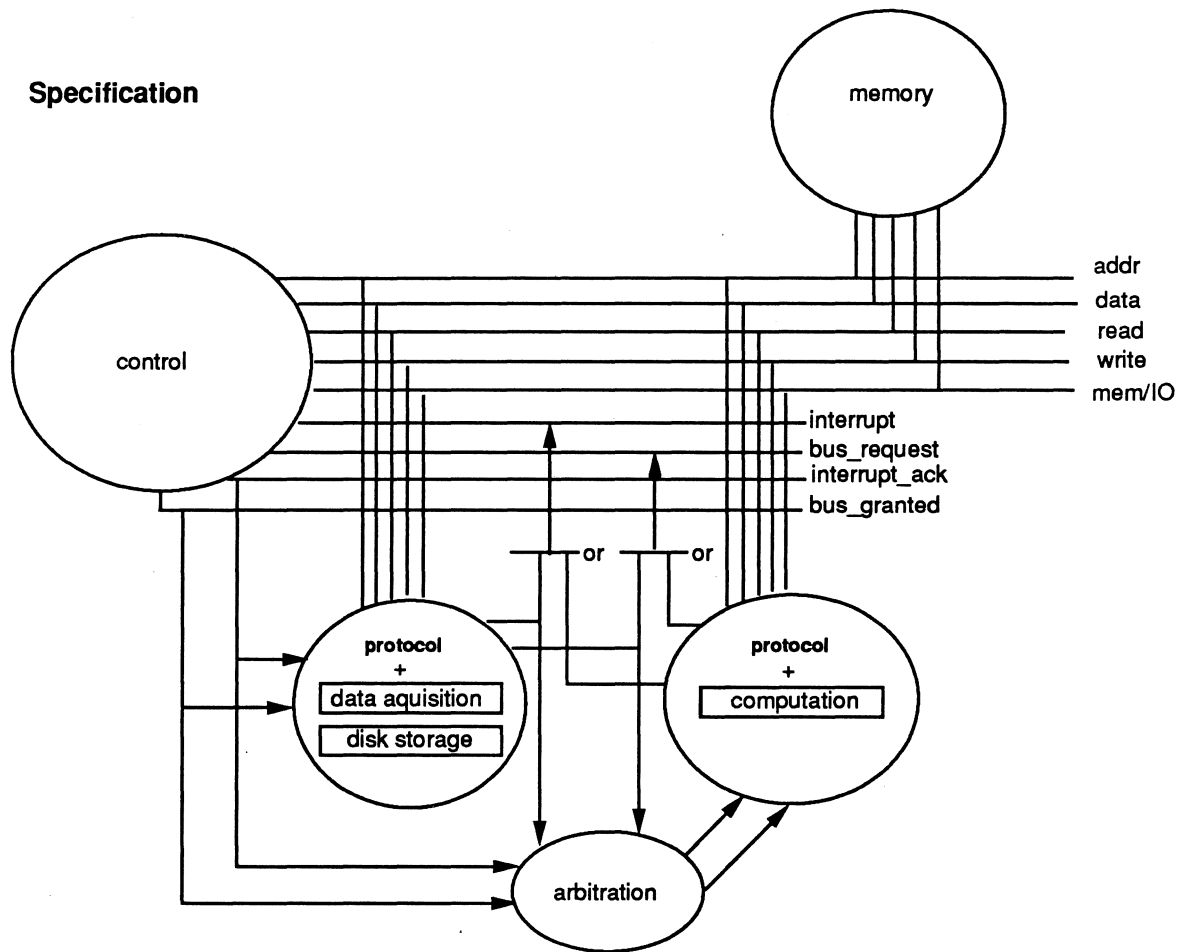 Specification
memory
addr
data
read
write
mem/IO
control
interrupt
bus_request
interrupt_ack
bus_granted
or
or
protocol
+
data aquisition
disk storage
protocol
+
computation
arbitration